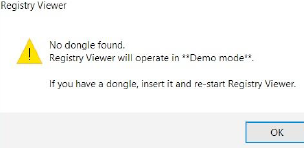 Registry Viewer
No dongle found.
Registry Viewer will operate in **Demo mode**.
If you have a dongle, insert it and re-start Registry Viewer.
OK